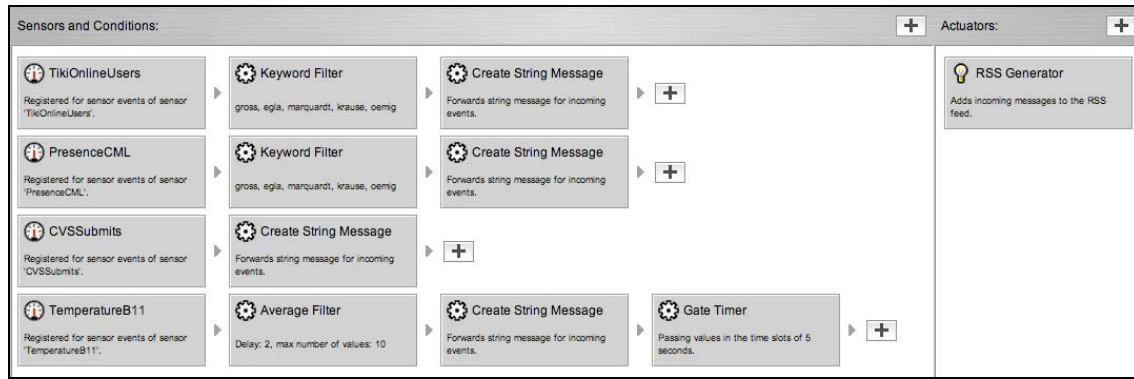 Sensors and Conditions:
Actuators:
TikiOnlineUsers
Registered for sensor events of sensor
'TikiOnlineUsers'.
Keyword Filter
gross, egla, marquardt, krause, oemig
Create String Message
Forwards string message for incoming
events.
RSS Generator
Adds incoming messages to the RSS
feed.
PresenceCML
Registered for sensor events of sensor
'PresenceCML'.
Keyword Filter
gross, egla, marquardt, krause, oemig
Create String Message
Forwards string message for incoming
events.
CVSSubmits
Registered for sensor events of sensor
'CVSSubmits'.
Create String Message
Forwards string message for incoming
events.
TemperatureB11
Registered for sensor events of sensor
'TemperatureB11'.
Average Filter
Delay: 2, max number of values: 10
Create String Message
Forwards string message for incoming
events.
Gate Timer
Passing values in the time slots of 5
seconds.